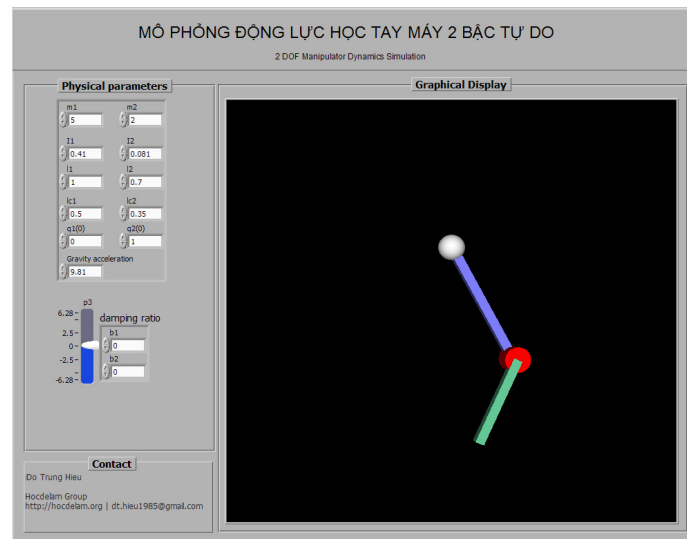 MÔ PHỎNG ĐỘNG LỰC HỌC TAY MÁY 2 BẬC TỰ DO
2 DOF Manipulator Dynamics Simulation
Physical parameters
m1 m2
5 2
I1 I2
0.41 0.081
l1 l2
1 0.7
lc1 lc2
0.5 0.35
q1(0) q2(0)
0 1
Gravity acceleration
9.81
p3
6.28
2.5
0
-2.5
-6.28
damping ratio
b1
0
b2
0
Contact
Do Trung Hieu
Hocdelam Group
http://hocdelam.org | dt.hieu1985@gmail.com
Graphical Display